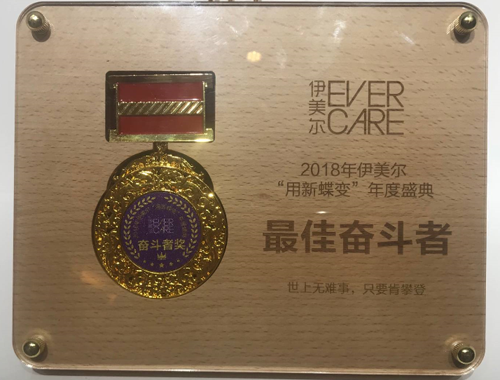 伊美尔
EVER
CARE
2018年伊美尔
“用新蝶变”年度盛典
最佳奋斗者
世上无难事，只要肯攀登
奋斗者奖